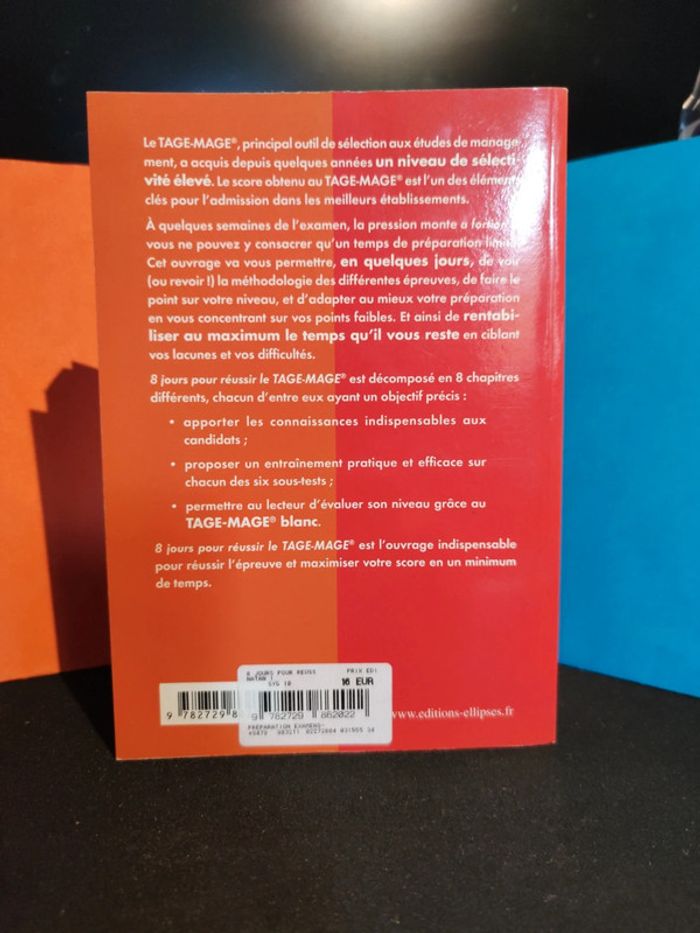 Le TAGE-MAGE®, principal outil de sélection aux études de manage
ment, a acquis depuis quelques années un niveau de sélecti-
vité élevé. Le score obtenu au TAGE-MAGE® est l'un des éléments
clés pour l'admission dans les meilleurs établissements.
À quelques semaines de l'examen, la pression monte a fortiori
vous ne pouvez y consacrer qu'un temps de préparation limité.
Cet ouvrage va vous permettre, en quelques jours, de voir
(ou revoir !) la méthodologie des différentes épreuves, de faire le
point sur votre niveau, et d'adapter au mieux votre préparation
en vous concentrant sur vos points faibles. Et ainsi de rentabi-
liser au maximum le temps qu'il vous reste en ciblant
vos lacunes et vos difficultés.
8 jours pour réussir le TAGE-MAGE® est décomposé en 8 chapitres
différents, chacun d'entre eux ayant un objectif précis :
• apporter les connaissances indispensables aux
candidats ;
• proposer un entraînement pratique et efficace sur
chacun des six sous-tests ;
• permettre au lecteur d'évaluer son niveau grâce au
TAGE-MAGE® blanc.
8 jours pour réussir le TAGE-MAGE® est l'ouvrage indispensable
pour réussir l'épreuve et maximiser votre score en un minimum
de temps.
8 JOURS POUR REUSS PRIX EDI
NATHAN 1
SVG 10 16 EUR
9 782729 8
9 782729 862022
PREPARATION EXAMENS-
www.editions-ellipses.fr